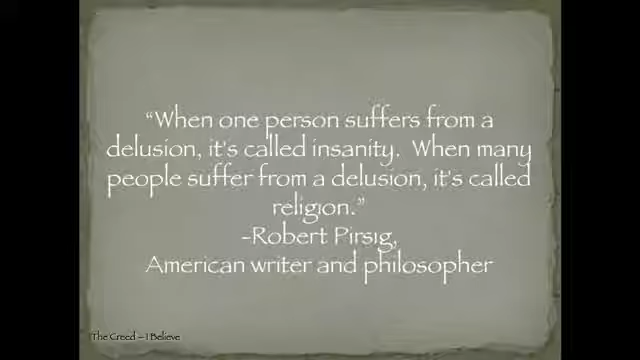 “When one person suffers from a
delusion, it's called insanity.  When many
people suffer from a delusion, it's called
religion.”
-Robert Pirsig,
American writer and philosopher
The Creed – I Believe